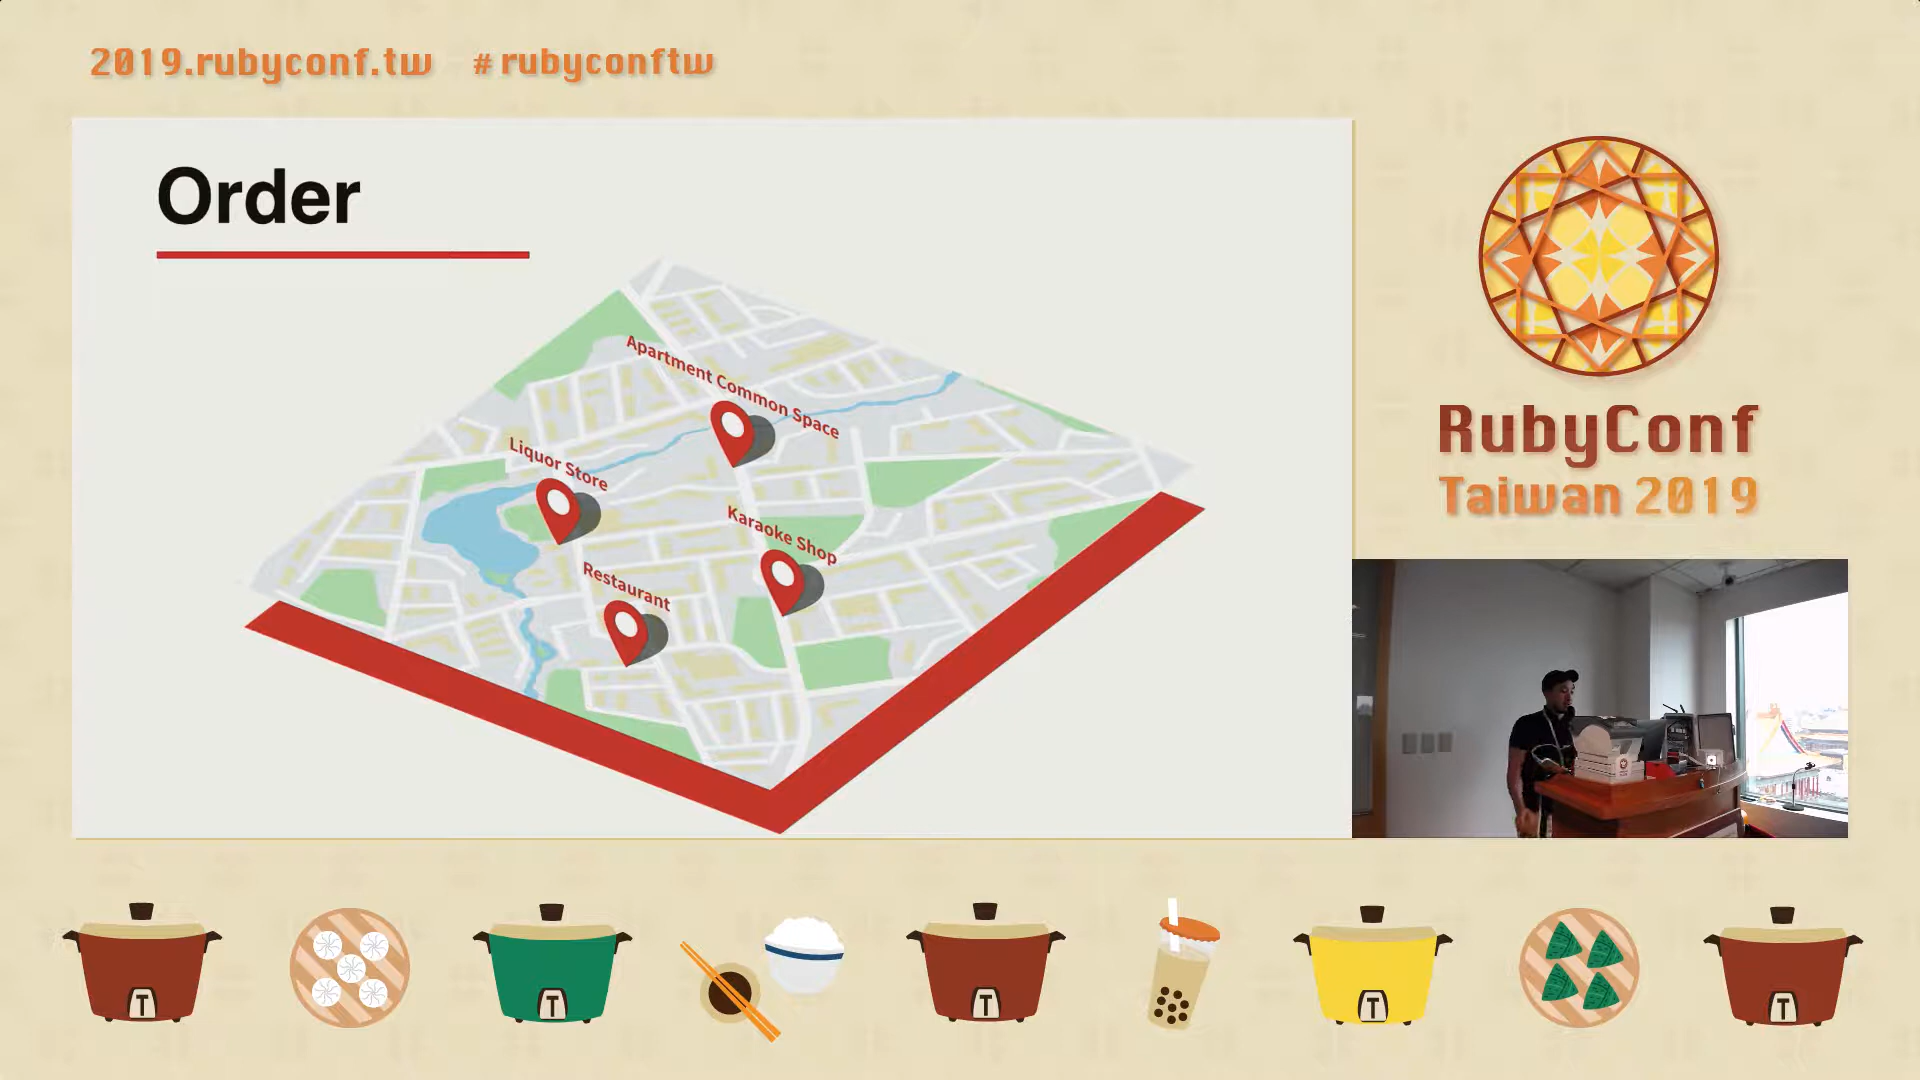 2019.rubyconf.tw #rubyconftw
Order
Apartment Common Space
Liquor Store
Karaoke Shop
Restaurant
RubyConf
Taiwan 2019
T
T
T
T
T